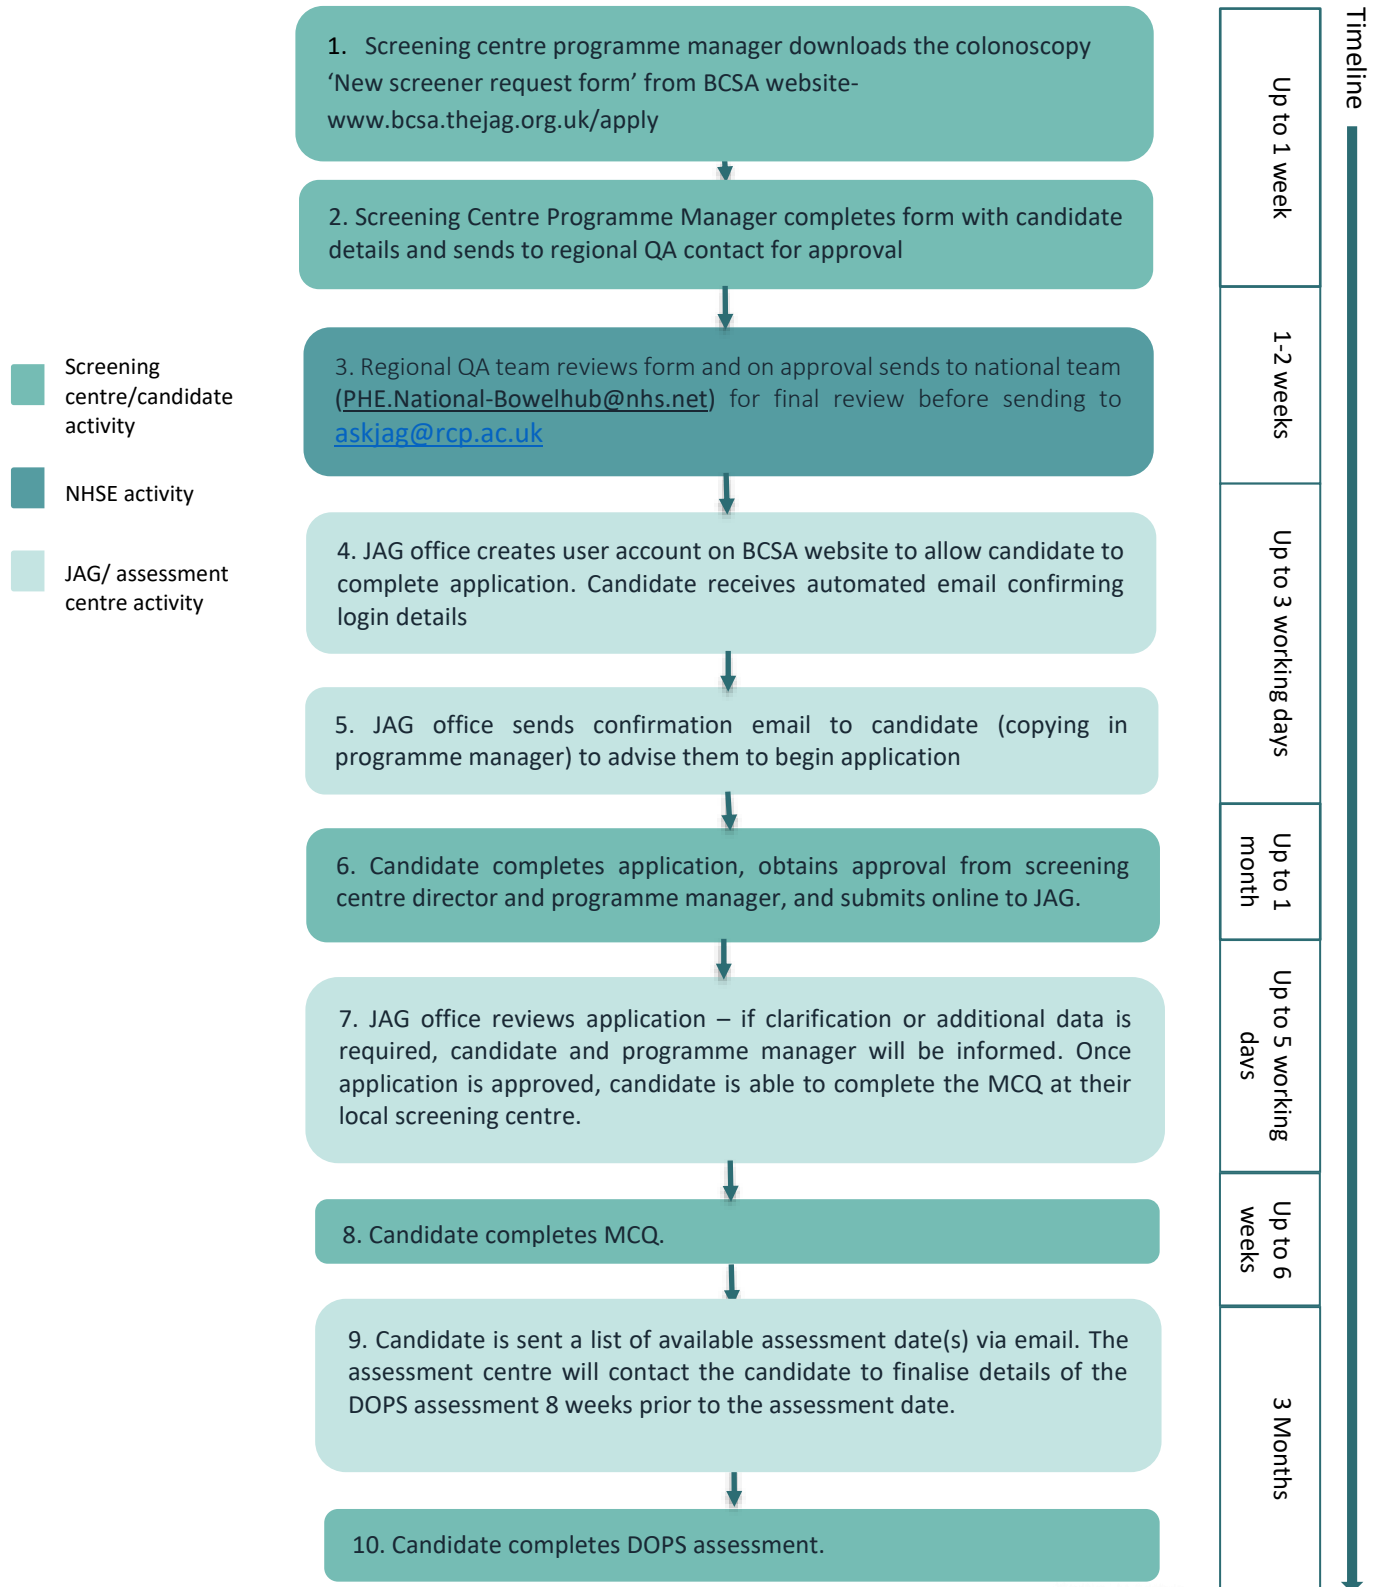 1. Screening centre programme manager downloads the colonoscopy
‘New screener request form’ from BCSA website-
www.bcsa.thejag.org.uk/apply
2. Screening Centre Programme Manager completes form with candidate
details and sends to regional QA contact for approval
3. Regional QA team reviews form and on approval sends to national team
(PHE.National-Bowelhub@nhs.net) for final review before sending to
askjag@rcp.ac.uk
4. JAG office creates user account on BCSA website to allow candidate to
complete application. Candidate receives automated email confirming
login details
5. JAG office sends confirmation email to candidate (copying in
programme manager) to advise them to begin application
6. Candidate completes application, obtains approval from screening
centre director and programme manager, and submits online to JAG.
7. JAG office reviews application – if clarification or additional data is
required, candidate and programme manager will be informed. Once
application is approved, candidate is able to complete the MCQ at their
local screening centre.
8. Candidate completes MCQ.
9. Candidate is sent a list of available assessment date(s) via email. The
assessment centre will contact the candidate to finalise details of the
DOPS assessment 8 weeks prior to the assessment date.
10. Candidate completes DOPS assessment.
Screening
centre/candidate
activity
NHSE activity
JAG/ assessment
centre activity
Timeline
Up to 1 week
1-2 weeks
Up to 3 working days
Up to 1
month
Up to 5 working
days
Up to 6
weeks
3 Months